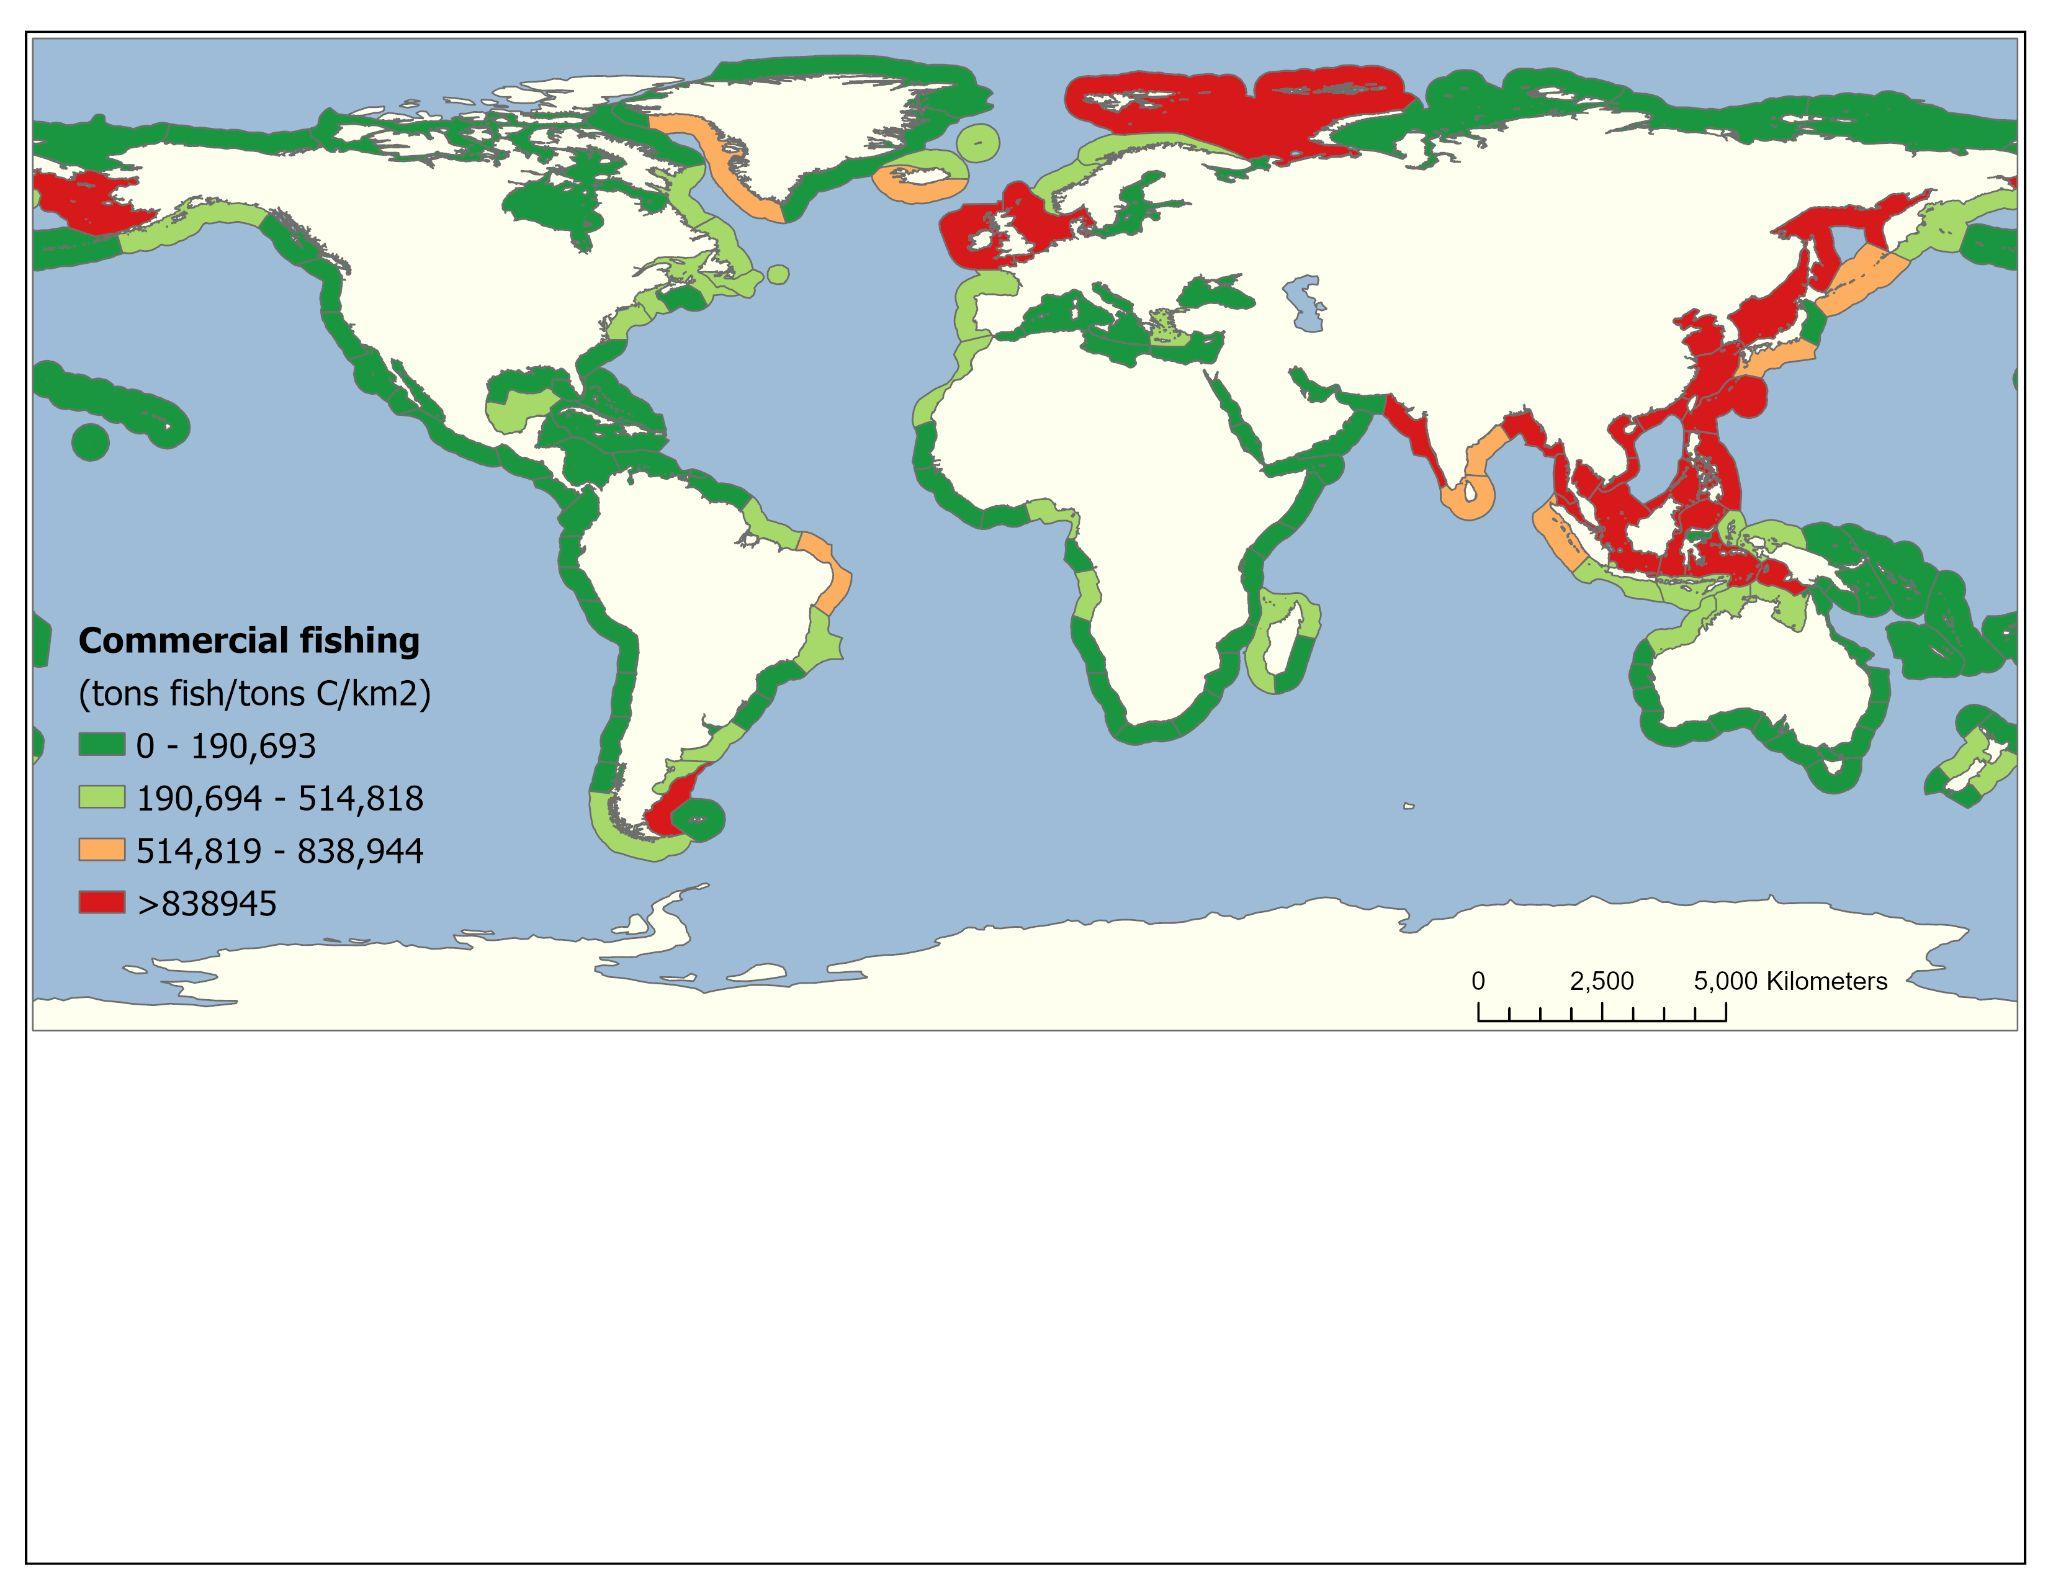 Commercial fishing
(tons fish/tons C/km2)
0 - 190,693
190,694 - 514,818
514,819 - 838,944
>838945
0 2,500 5,000 Kilometers